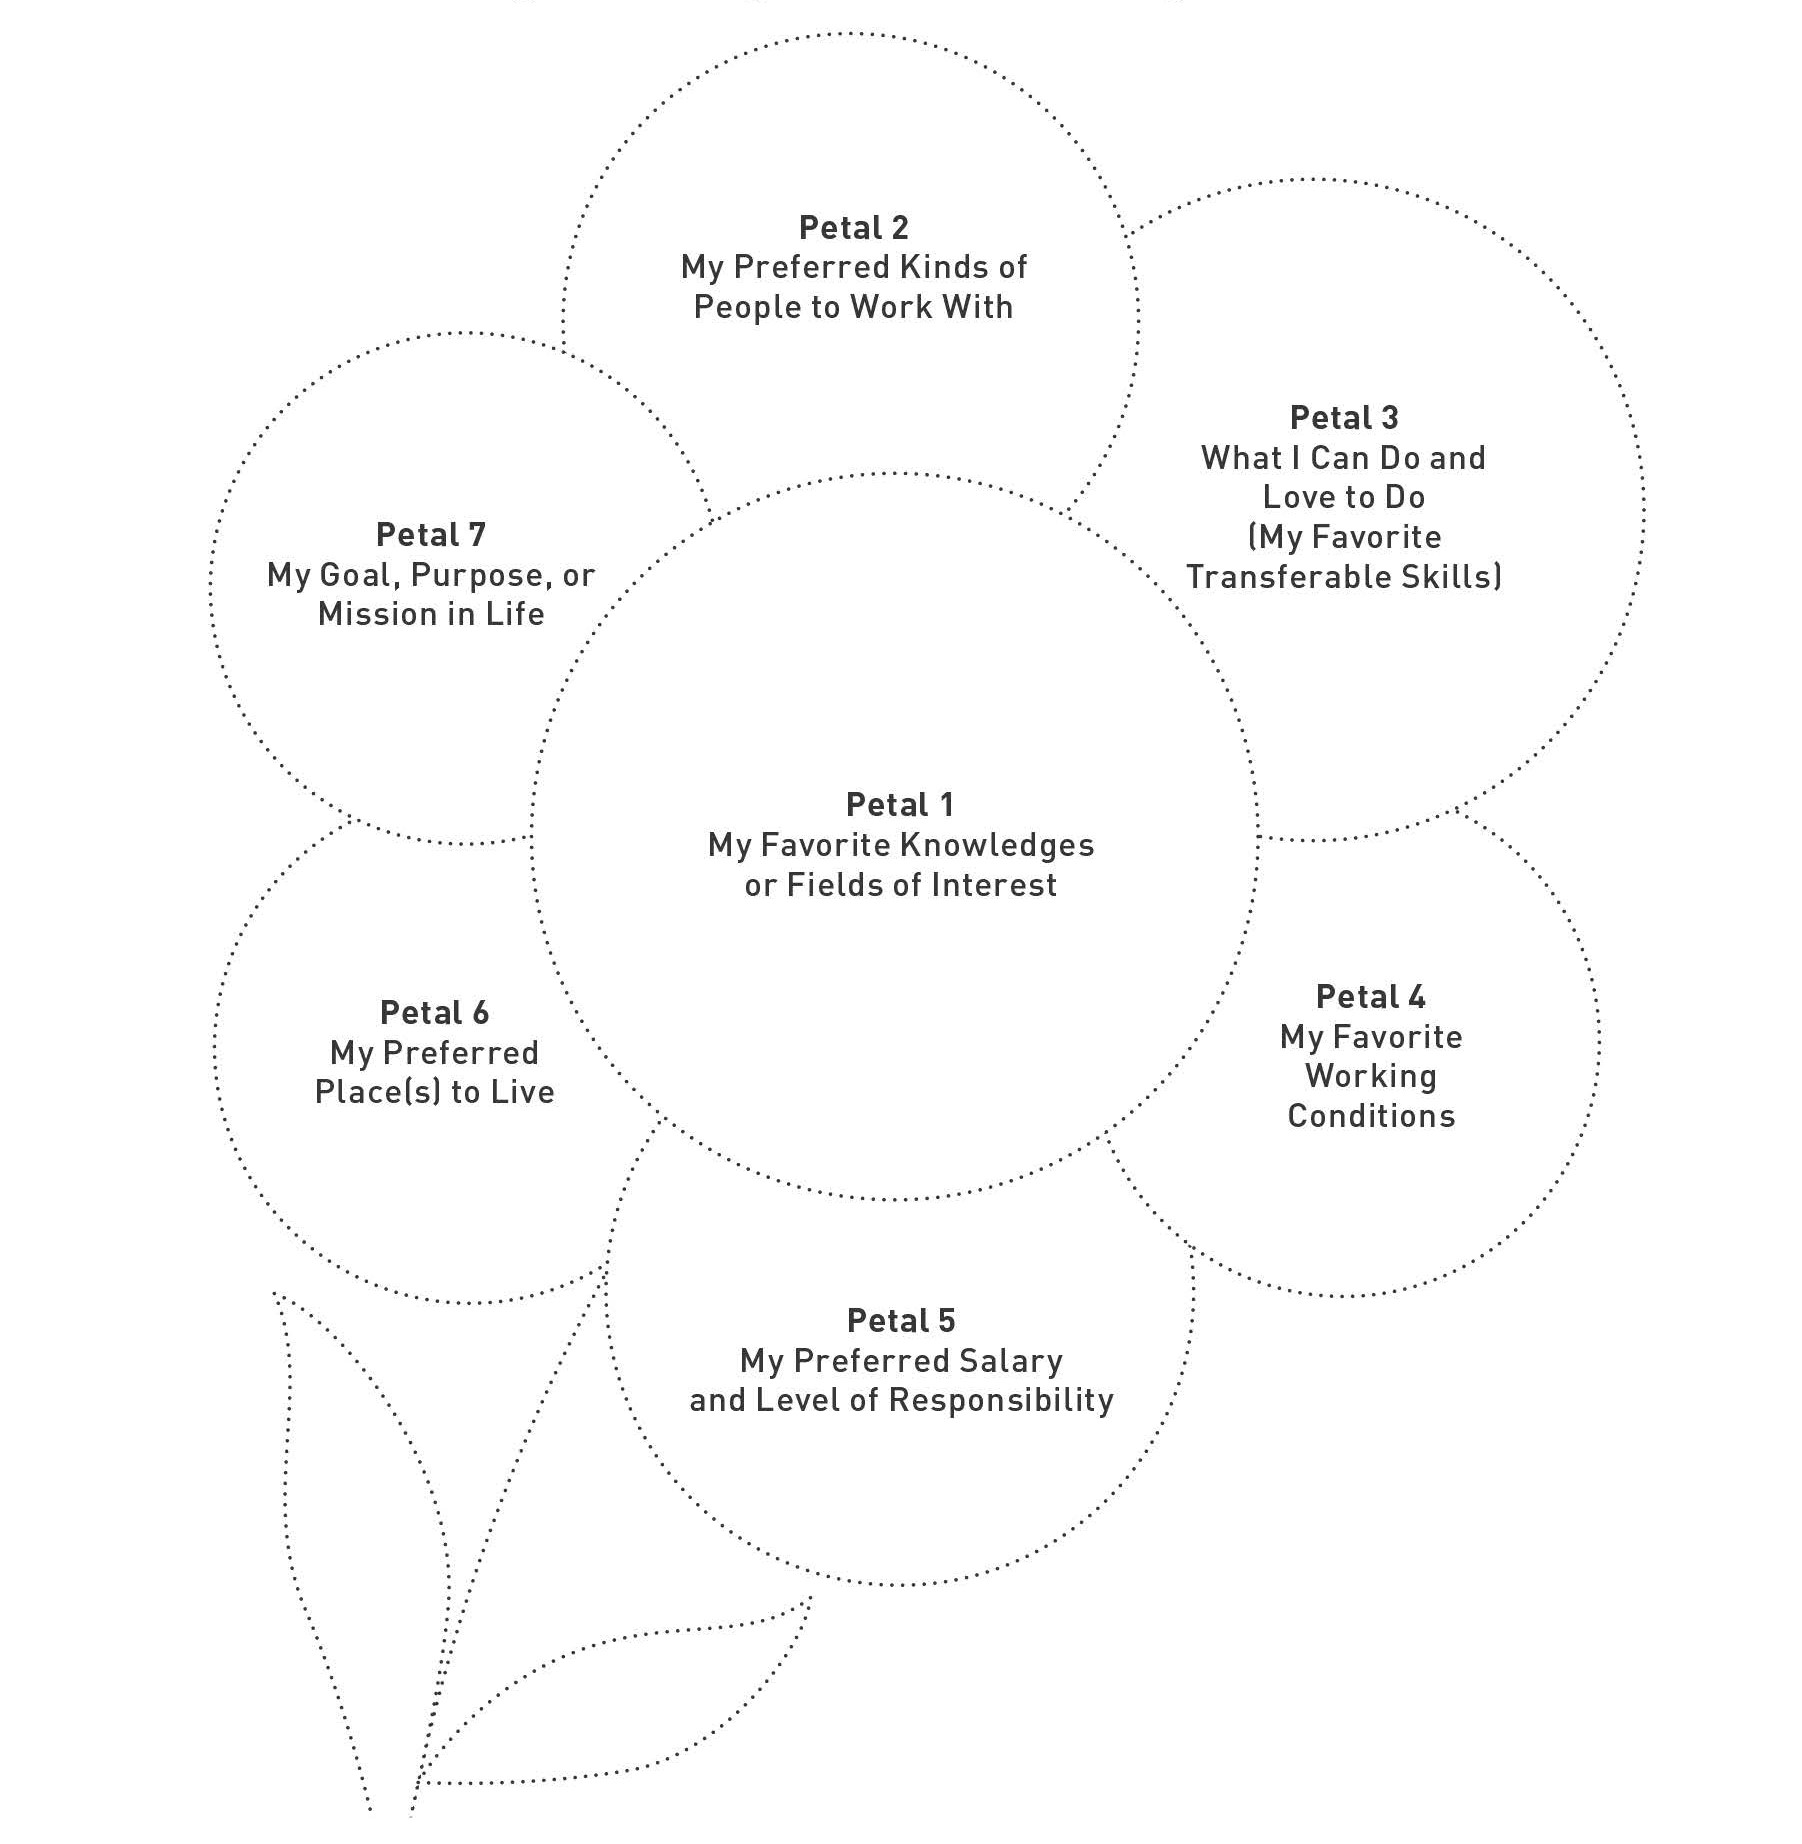 Petal 2
My Preferred Kinds of
People to Work With
Petal 3
What I Can Do and
Love to Do
(My Favorite
Transferable Skills)
Petal 7
My Goal, Purpose, or
Mission in Life
Petal 1
My Favorite Knowledges
or Fields of Interest
Petal 4
My Favorite
Working
Conditions
Petal 6
My Preferred
Place(s) to Live
Petal 5
My Preferred Salary
and Level of Responsibility